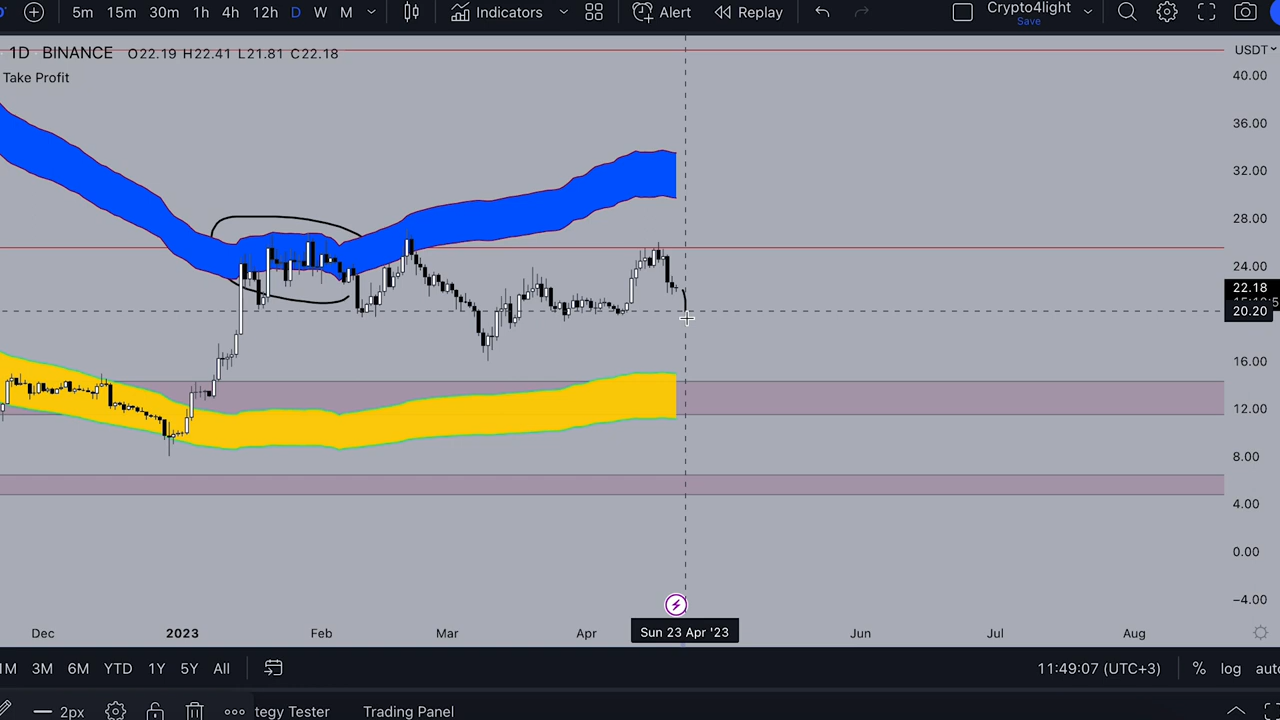 5m 15m 30m 1h 4h 12h D W M Indicators Alert Replay Crypto4light
Save
1D BINANCE O22.19 H22.41 L21.81 C22.18
Take Profit
USDT
40.00
36.00
32.00
28.00
24.00
22.18
20.20
16.00
12.00
8.00
4.00
0.00
−4.00
Dec 2023 Feb Mar Apr Sun 23 Apr '23 Jun Jul Aug
1M 3M 6M YTD 1Y 5Y All 11:49:07 (UTC+3) % log auto
2px tegy Tester Trading Panel